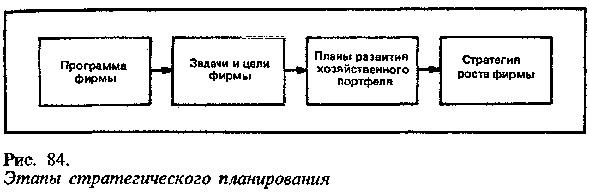 Программа
фирмы
Задачи и цели
фирмы
Планы развития
хозяйственного
портфеля
Стратегия
роста фирмы
Рис. 84.
Этапы стратегического планирования